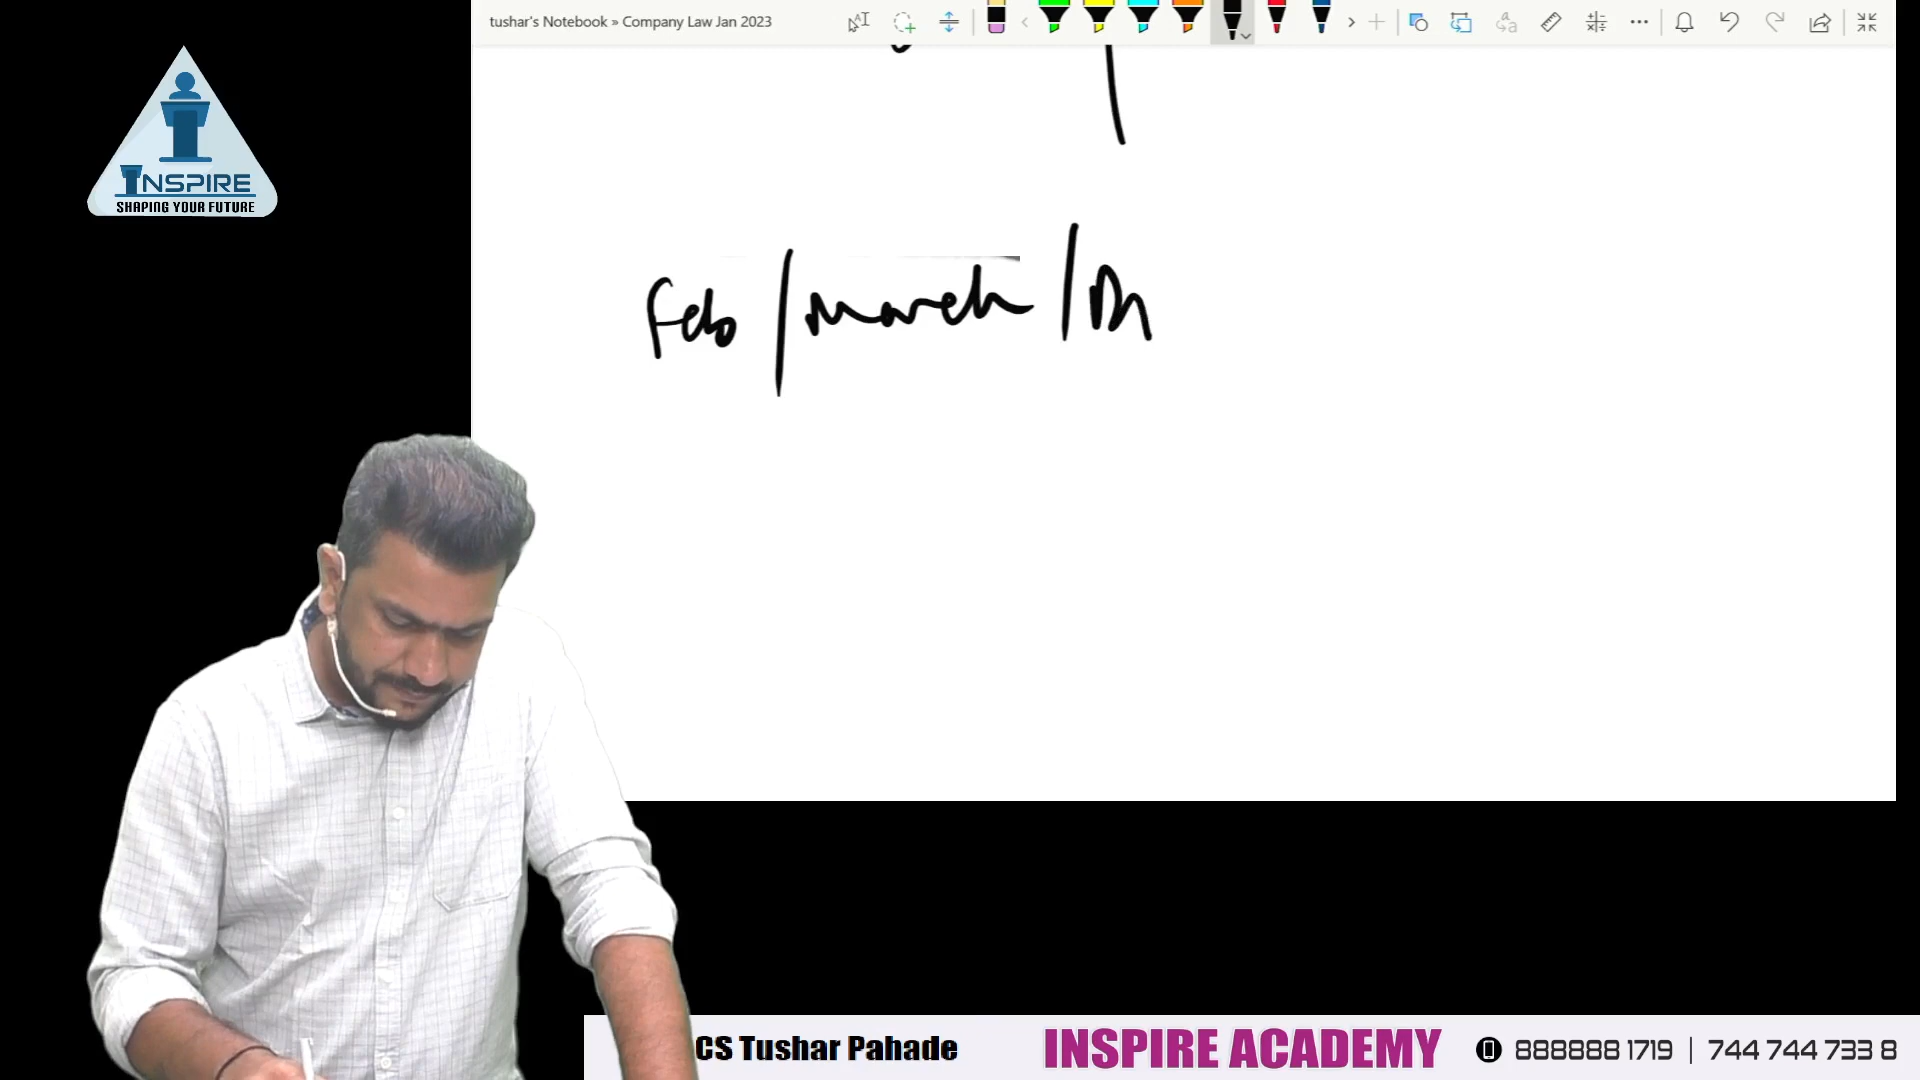 tushar's Notebook » Company Law Jan 2023
INSPIRE
SHAPING YOUR FUTURE
Feb / March /
CS Tushar Pahade
INSPIRE ACADEMY
888888 1719 | 744 744 733 8